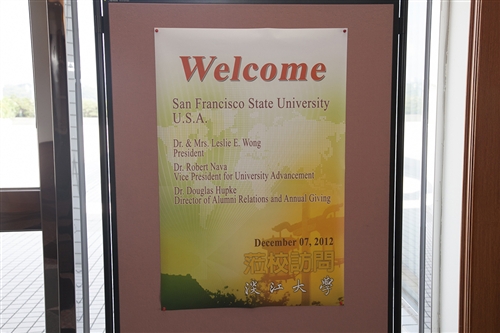 Welcome
San Francisco State University
U.S.A.
Dr. & Mrs. Leslie E. Wong
President
Dr. Robert Nava
Vice President for University Advancement
Dr. Douglas Hupke
Director of Alumni Relations and Annual Giving
December 07, 2012
蒞校訪問
淡江大學